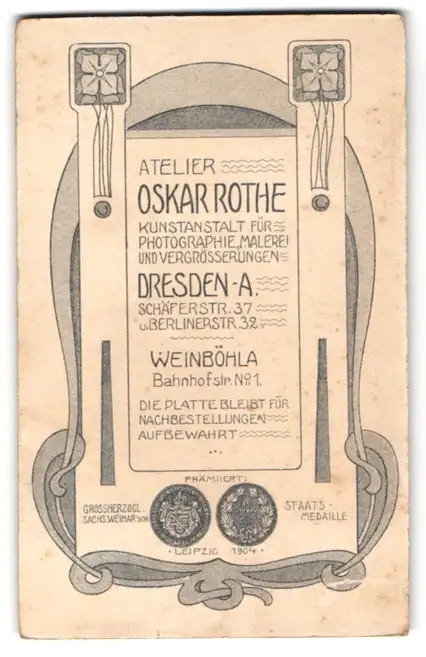 ATELIER
OSKAR ROTHE
KUNSTANSTALT FÜR
PHOTOGRAPHIE, MALEREI
UND VERGRÖSSERUNGEN
DRESDEN-A.
SCHÄFERSTR. 37
u. BERLINERSTR. 32.
WEINBÖHLA
Bahnhofstr. No 1.
DIE PLATTE BLEIBT FÜR
NACHBESTELLUNGEN
AUFBEWAHRT
PRÄMIIERT:
GROSSHERZOGL.
SACHS. WEIMAR'SCHE
STAATS-
MEDAILLE
· LEIPZIG 1904 ·